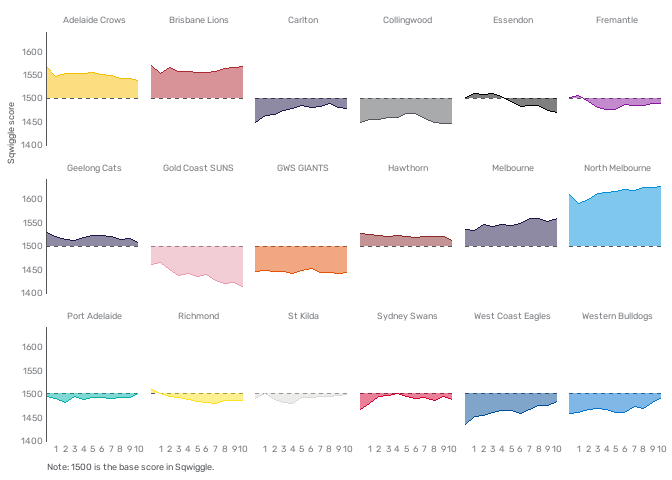 Adelaide Crows Brisbane Lions Carlton Collingwood Essendon Fremantle
1600
1550
1500
1450
1400
Sqwiggle score
Geelong Cats Gold Coast SUNS GWS GIANTS Hawthorn Melbourne North Melbourne
1600
1550
1500
1450
1400
Port Adelaide Richmond St Kilda Sydney Swans West Coast Eagles Western Bulldogs
1600
1550
1500
1450
1400
1 2 3 4 5 6 7 8 9 10 1 2 3 4 5 6 7 8 9 10 1 2 3 4 5 6 7 8 9 10 1 2 3 4 5 6 7 8 9 10 1 2 3 4 5 6 7 8 9 10 1 2 3 4 5 6 7 8 9 10
Note: 1500 is the base score in Sqwiggle.